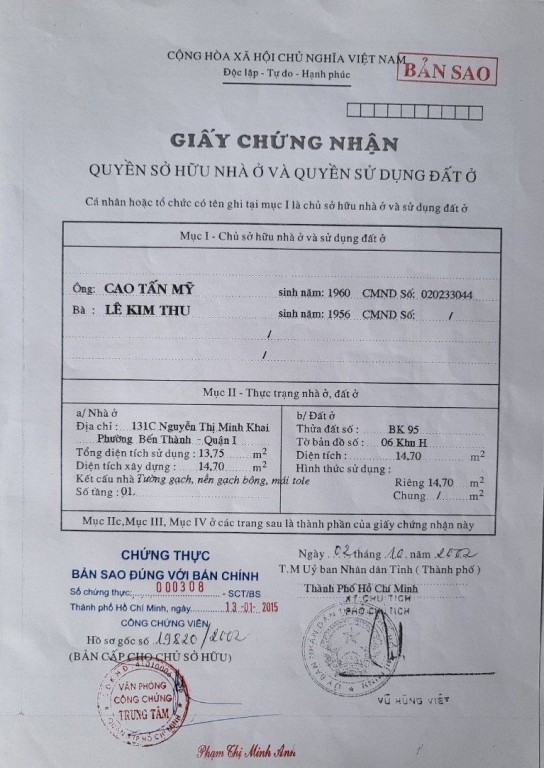 CỘNG HÒA XÃ HỘI CHỦ NGHĨA VIỆT NAM
Độc lập - Tự do - Hạnh phúc
BẢN SAO
GIẤY CHỨNG NHẬN
QUYỀN SỞ HỮU NHÀ Ở VÀ QUYỀN SỬ DỤNG ĐẤT Ở
Cá nhân hoặc tổ chức có tên ghi tại mục I là chủ sở hữu nhà ở và sử dụng đất ở
Mục I - Chủ sở hữu nhà ở và sử dụng đất ở
Ông: CAO TẤN MỸ sinh năm: 1960 CMND Số: 020233044
Bà : LÊ KIM THU sinh năm: 1956 CMND Số: /
/
/
Mục II - Thực trạng nhà ở, đất ở
a/ Nhà ở
Địa chỉ : 131C Nguyễn Thị Minh Khai
Phường Bến Thành - Quận I
Tổng diện tích sử dụng : 13,75 m2
Diện tích xây dựng : 14,70 m2
Kết cấu nhà Tường gạch, nền gạch bông, mái tole
Số tầng : 01.
b/ Đất ở
Thửa đất số : BK 95
Tờ bản đồ số : 06 Khu H
Diện tích : 14,70 m2
Hình thức sử dụng :
Riêng 14,70 m2
Chung / m2
Mục IIc,Mục III, Mục IV ở các trang sau là thành phần của giấy chứng nhận này
CHỨNG THỰC
BẢN SAO ĐÚNG VỚI BẢN CHÍNH
Số chứng thực: 000308 - SCT/BS
Thành phố Hồ Chí Minh, ngày 13-01-2015
CÔNG CHỨNG VIÊN
Hồ sơ gốc số 19820/2002
(BẢN CẤP CHO CHỦ SỞ HỮU)
VĂN PHÒNG
CÔNG CHỨNG
TRUNG TÂM
Phạm Thị Minh Anh
Ngày 02 tháng 10 năm 2002
T.M Uỷ ban Nhân dân Tỉnh ( Thành phố )
Thành Phố Hồ Chí Minh
KT.CHỦ TỊCH
PHÓ CHỦ TỊCH
VŨ HÙNG VIỆT